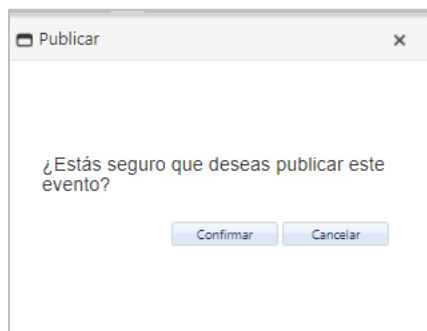 Publicar
¿Estás seguro que deseas publicar este
evento?
Confirmar Cancelar